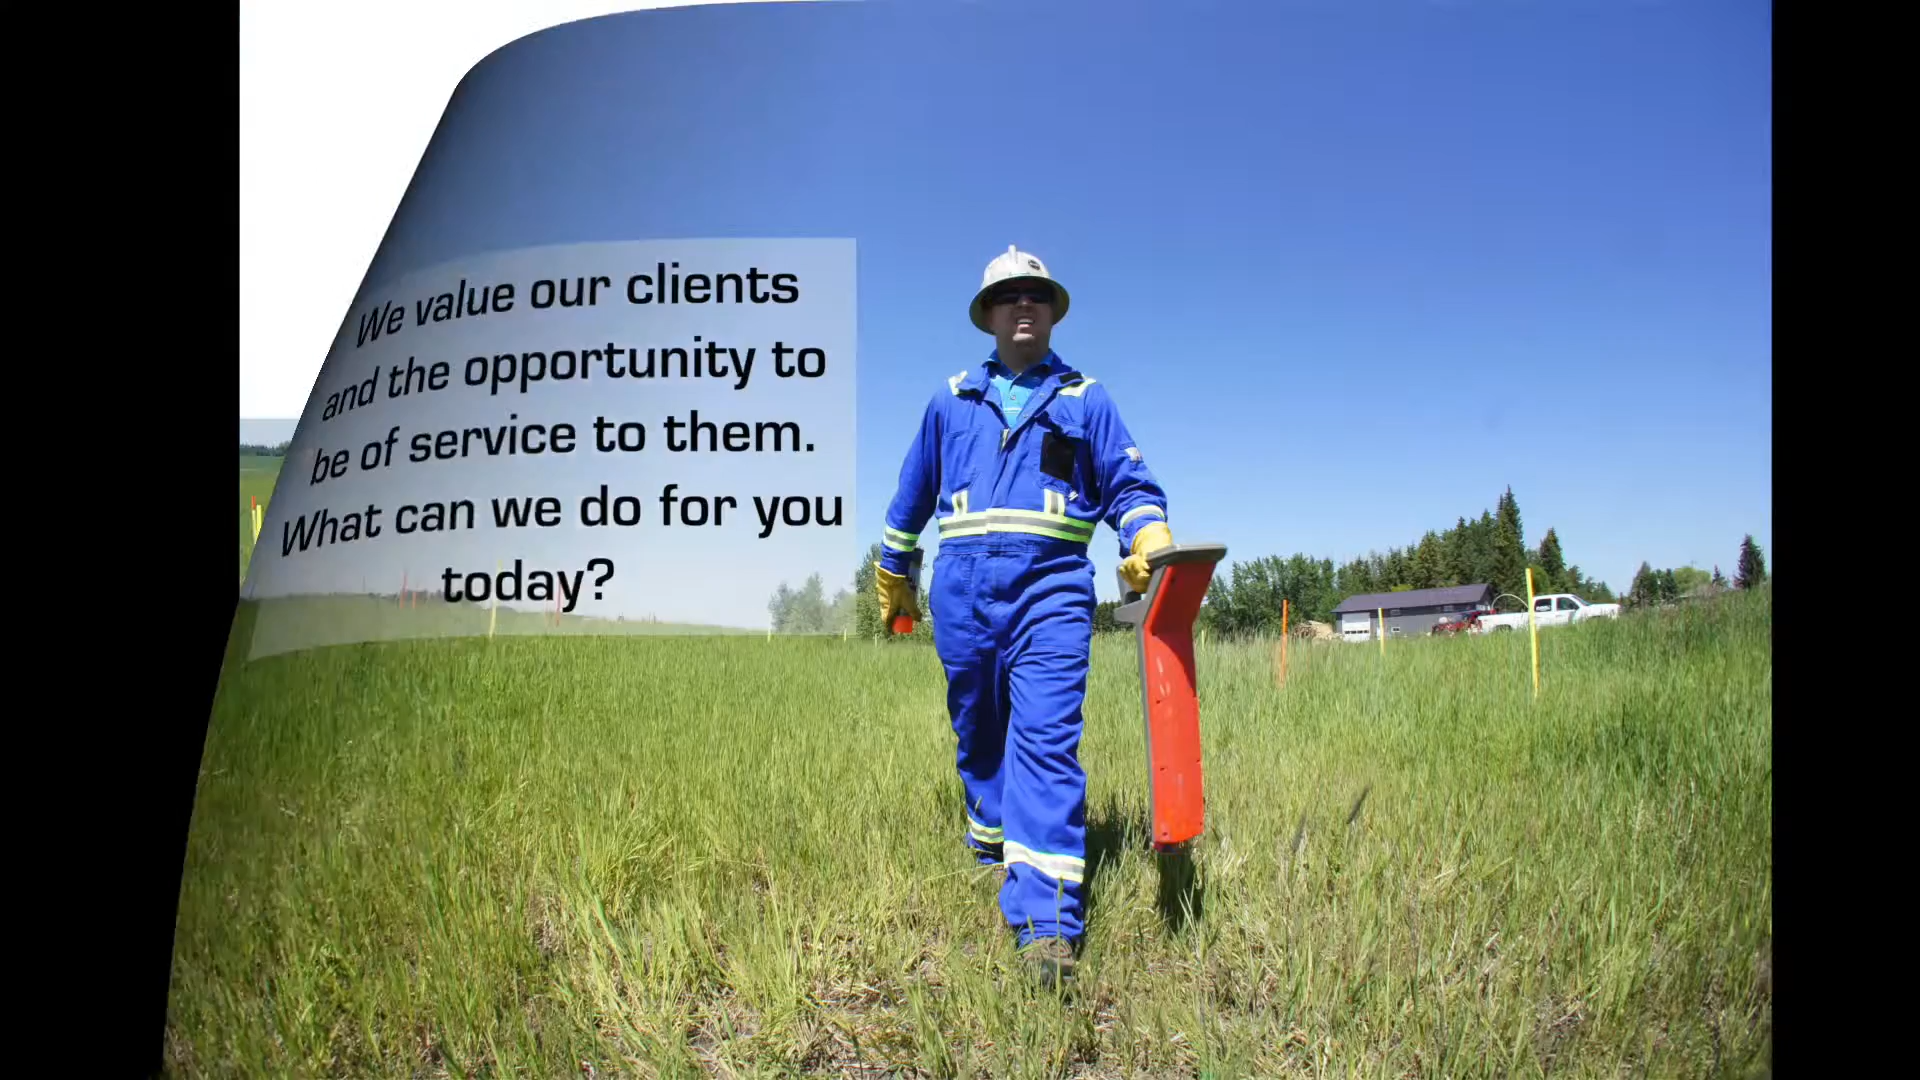 We value our clients
and the opportunity to
be of service to them.
What can we do for you
today?